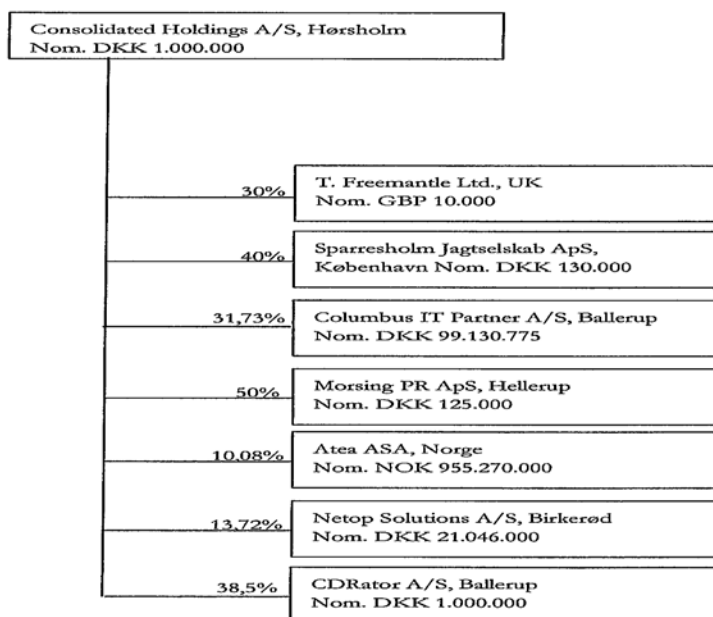 Consolidated Holdings A/S, Hørsholm
Nom. DKK 1.000.000
30%
T. Freemantle Ltd., UK
Nom. GBP 10.000
40%
Sparresholm Jagtselskab ApS,
København Nom. DKK 130.000
31,73%
Columbus IT Partner A/S, Ballerup
Nom. DKK 99.130.775
50%
Morsing PR ApS, Hellerup
Nom. DKK 125.000
10,08%
Atea ASA, Norge
Nom. NOK 955.270.000
13,72%
Netop Solutions A/S, Birkerød
Nom. DKK 21.046.000
38,5%
CDRator A/S, Ballerup
Nom. DKK 1.000.000